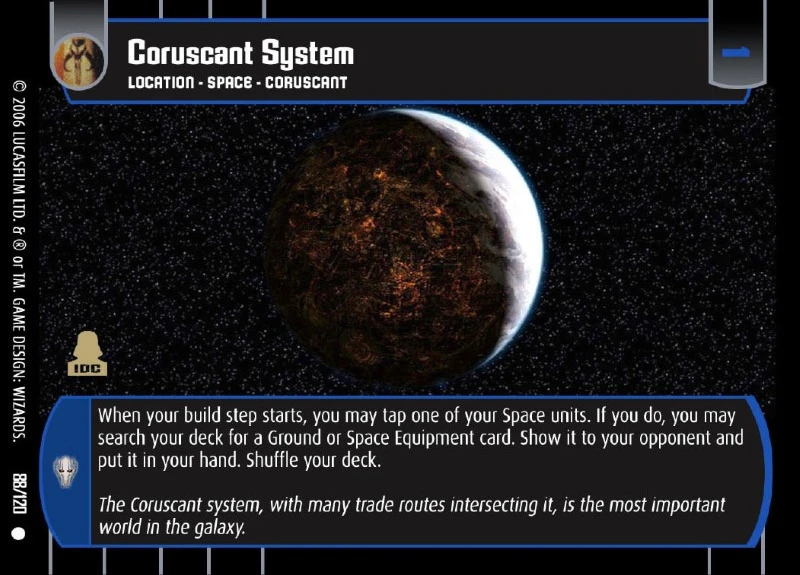 Coruscant System
LOCATION - SPACE - CORUSCANT
1
© 2006 LUCASFILM LTD. & ® or TM. GAME DESIGN: WIZARDS. 88/120
IDC
When your build step starts, you may tap one of your Space units. If you do, you may
search your deck for a Ground or Space Equipment card. Show it to your opponent and
put it in your hand. Shuffle your deck.
The Coruscant system, with many trade routes intersecting it, is the most important
world in the galaxy.